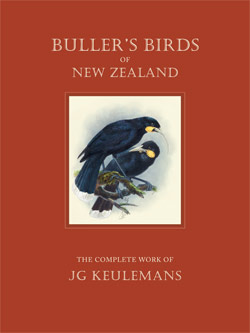 BULLER'S BIRDS
OF
NEW ZEALAND
THE COMPLETE WORK OF
JG KEULEMANS